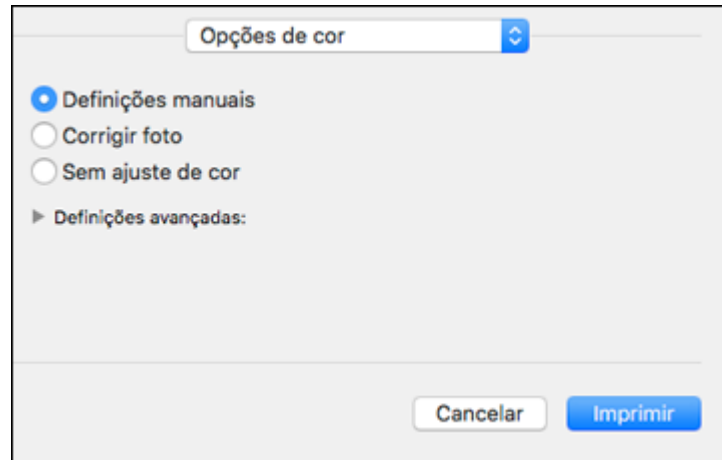 Opções de cor
Definições manuais
Corrigir foto
Sem ajuste de cor
Definições avançadas:
Cancelar Imprimir